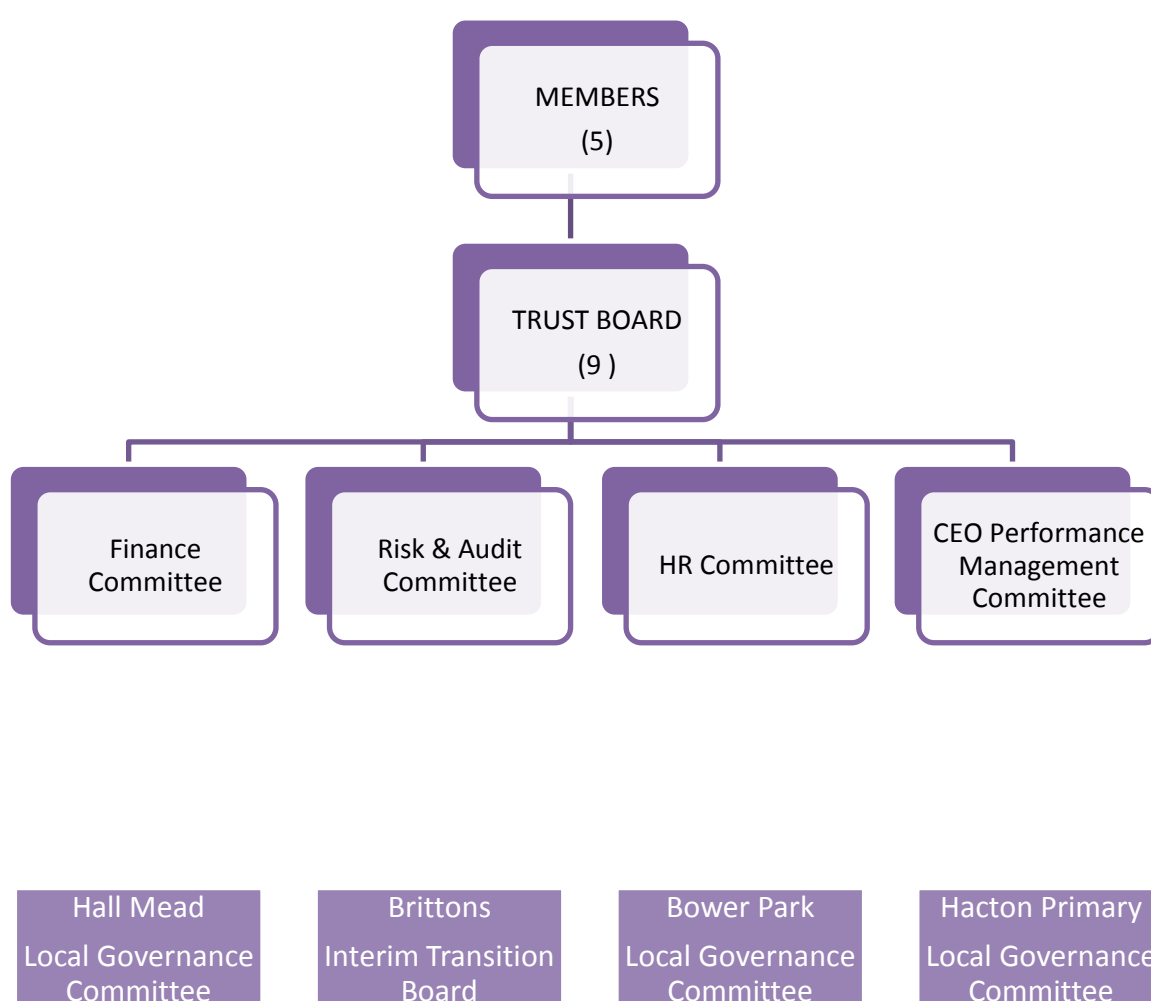 MEMBERS
(5)
TRUST BOARD
(9 )
Finance
Committee
Risk & Audit
Committee
HR Committee
CEO Performance
Management
Committee
Hall Mead
Local Governance
Committee
Brittons
Interim Transition
Board
Bower Park
Local Governance
Committee
Hacton Primary
Local Governance
Committee